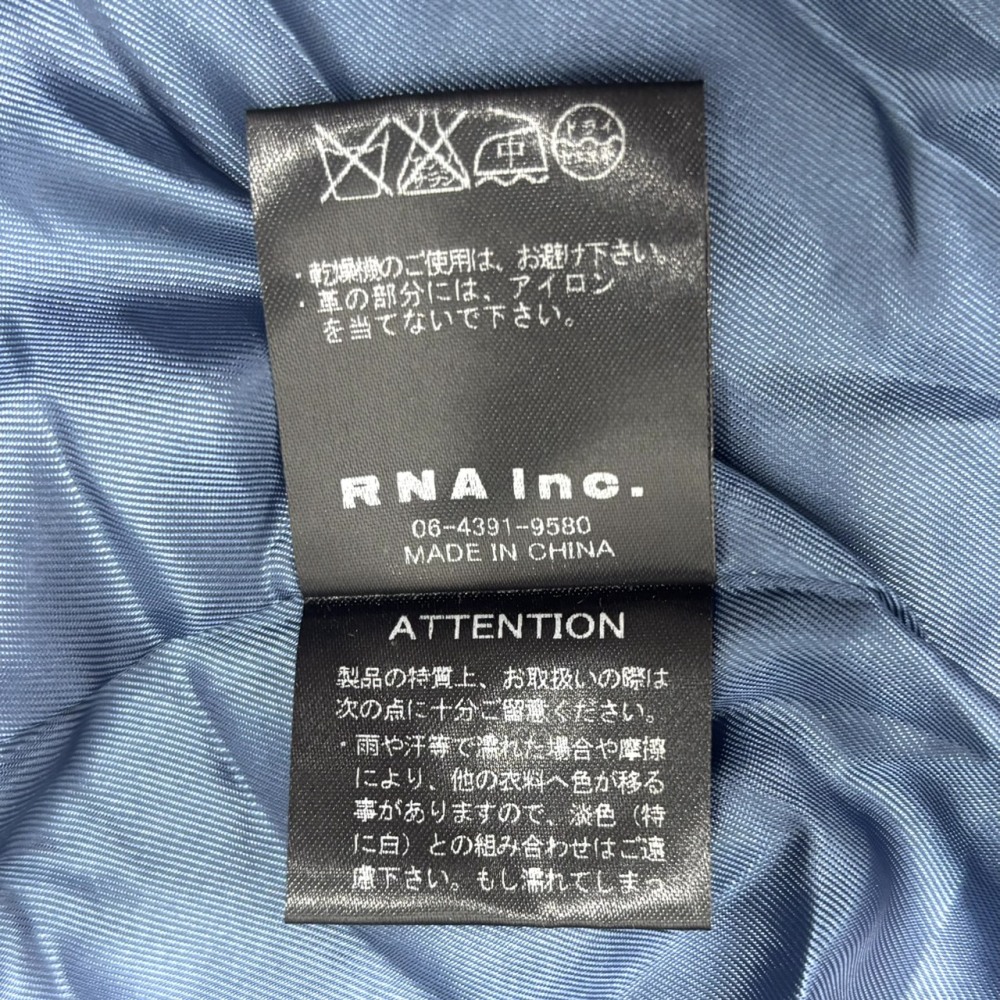 中
ドライ
・乾燥機のご使用は、お避け下さい。
・革の部分には、アイロン
を当てないで下さい。
RNA Inc.
06-4391-9580
MADE IN CHINA
ATTENTION
製品の特質上、お取扱いの際は
次の点に十分ご留意ください。
・雨や汗等で濡れた場合や摩擦
により、他の衣料へ色が移る
事がありますので、淡色（特
に白）との組み合わせはご遠
慮下さい。もし濡れてしまっ